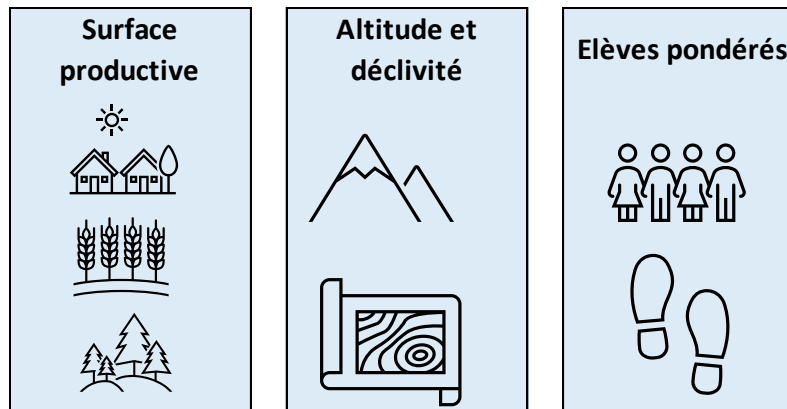 Surface
productive
Altitude et
déclivité
Elèves pondérés